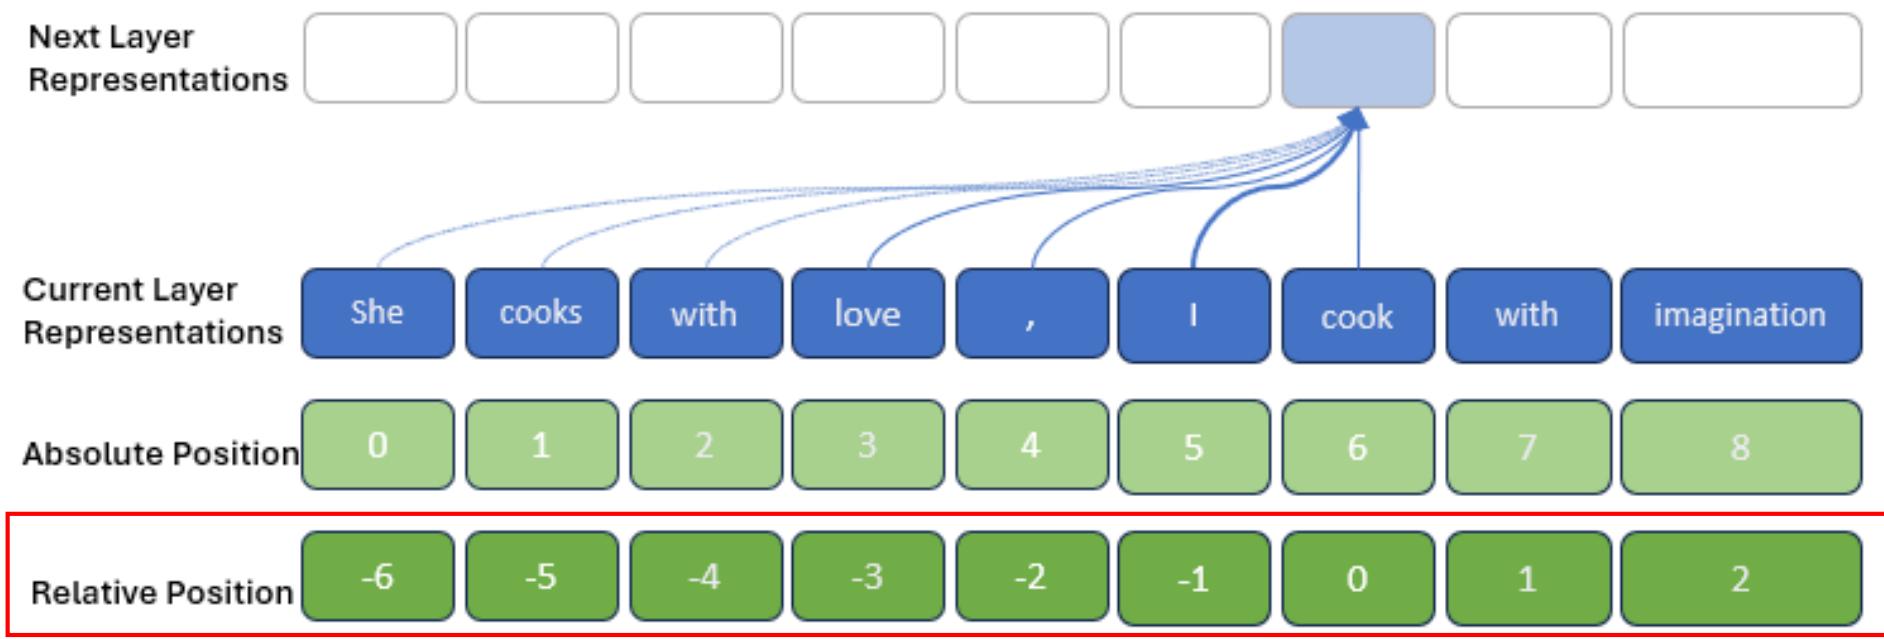 Next Layer
Representations
Current Layer
Representations
She cooks with love , I cook with imagination
Absolute Position 0 1 2 3 4 5 6 7 8
Relative Position -6 -5 -4 -3 -2 -1 0 1 2